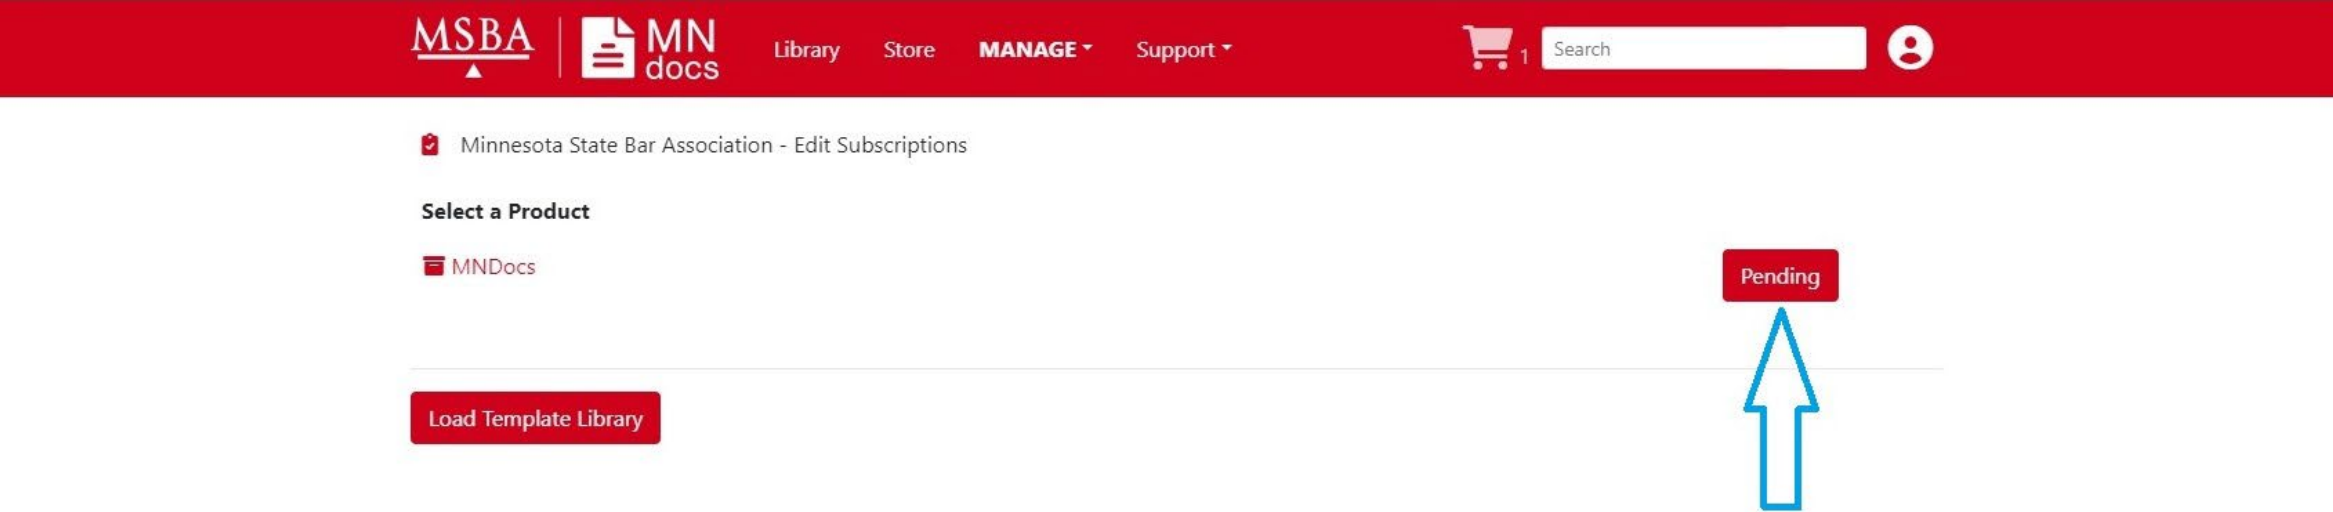 MSBA
MN
docs
Library Store MANAGE Support
1
Search
Minnesota State Bar Association - Edit Subscriptions
Select a Product
MNDocs
Pending
Load Template Library